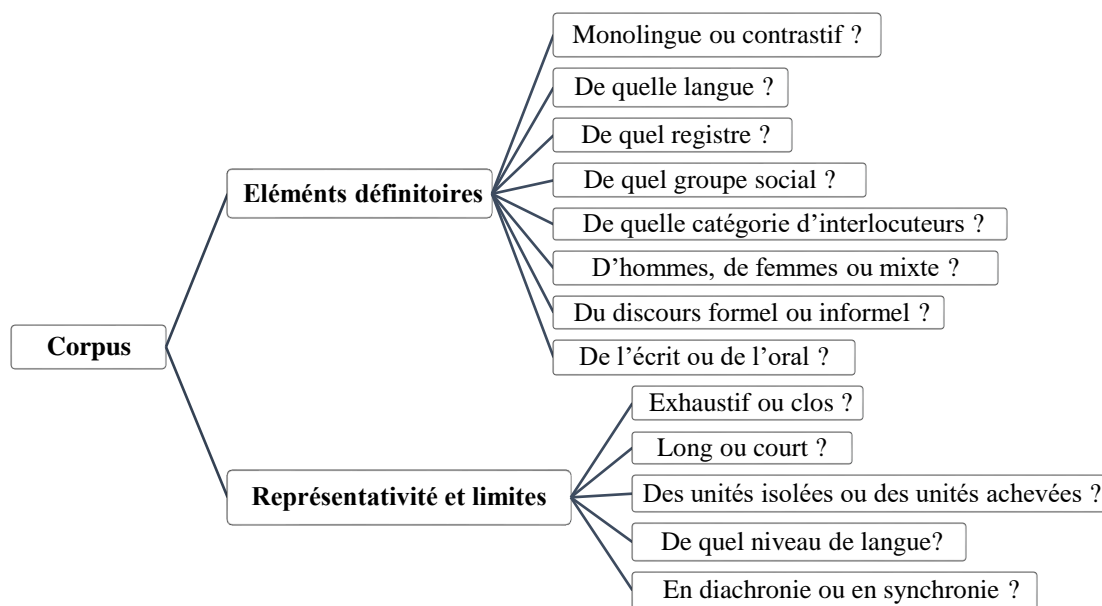 Corpus
Eléménts définitoires
Monolingue ou contrastif ?
De quelle langue ?
De quel registre ?
De quel groupe social ?
De quelle catégorie d’interlocuteurs ?
D’hommes, de femmes ou mixte ?
Du discours formel ou informel ?
De l’écrit ou de l’oral ?
Représentativité et limites
Exhaustif ou clos ?
Long ou court ?
Des unités isolées ou des unités achevées ?
De quel niveau de langue?
En diachronie ou en synchronie ?